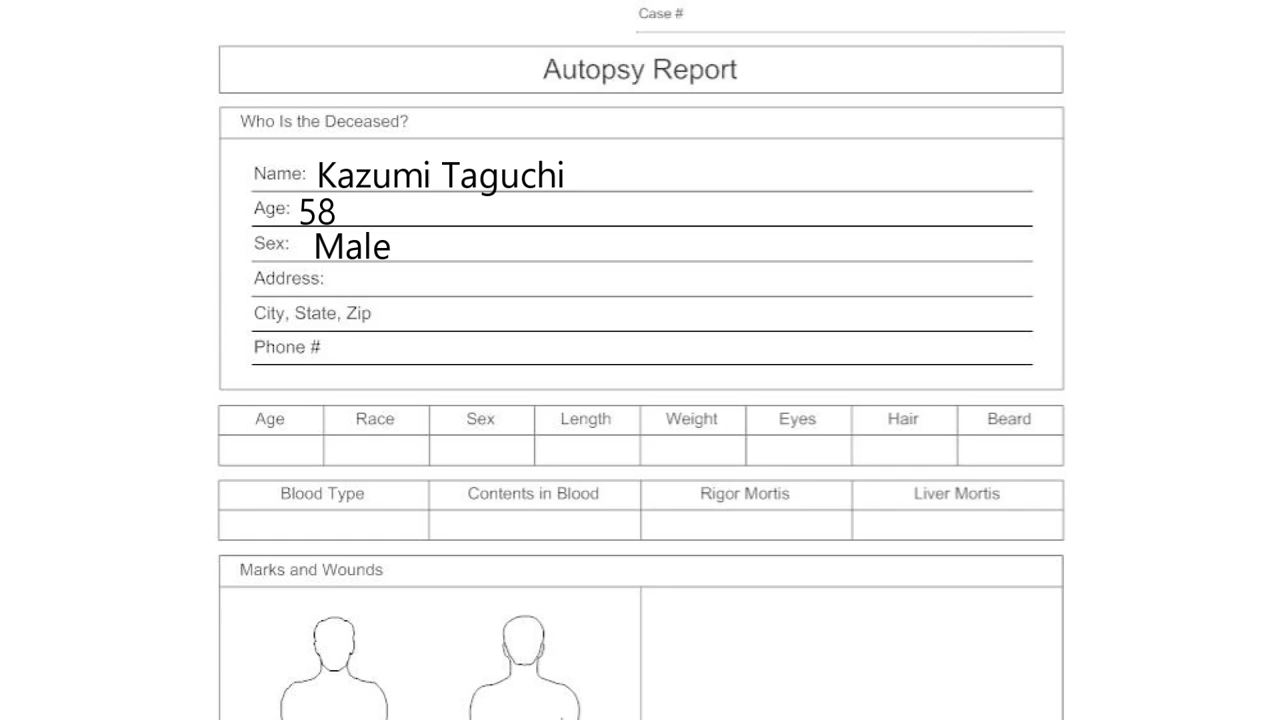 Case #
Autopsy Report
Who Is the Deceased?
Name: Kazumi Taguchi
Age: 58
Sex: Male
Address:
City, State, Zip
Phone #
Age Race Sex Length Weight Eyes Hair Beard
Blood Type Contents in Blood Rigor Mortis Liver Mortis
Marks and Wounds